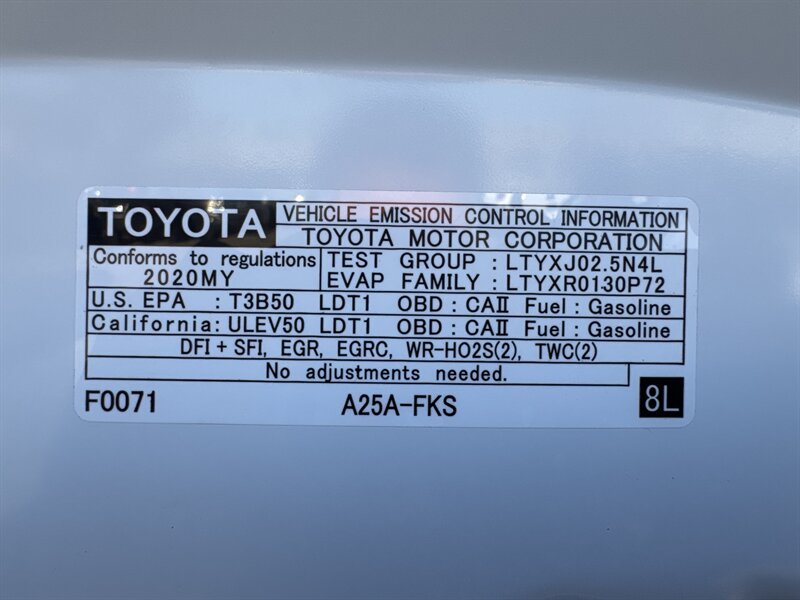 TOYOTA VEHICLE EMISSION CONTROL INFORMATION
TOYOTA MOTOR CORPORATION
Conforms to regulations TEST GROUP : LTYXJ02.5N4L
2020MY EVAP FAMILY : LTYXR0130P72
U.S. EPA : T3B50 LDT1 OBD : CAII Fuel : Gasoline
California: ULEV50 LDT1 OBD : CAII Fuel : Gasoline
DFI + SFI, EGR, EGRC, WR-HO2S(2), TWC(2)
No adjustments needed.
F0071 A25A-FKS 8L